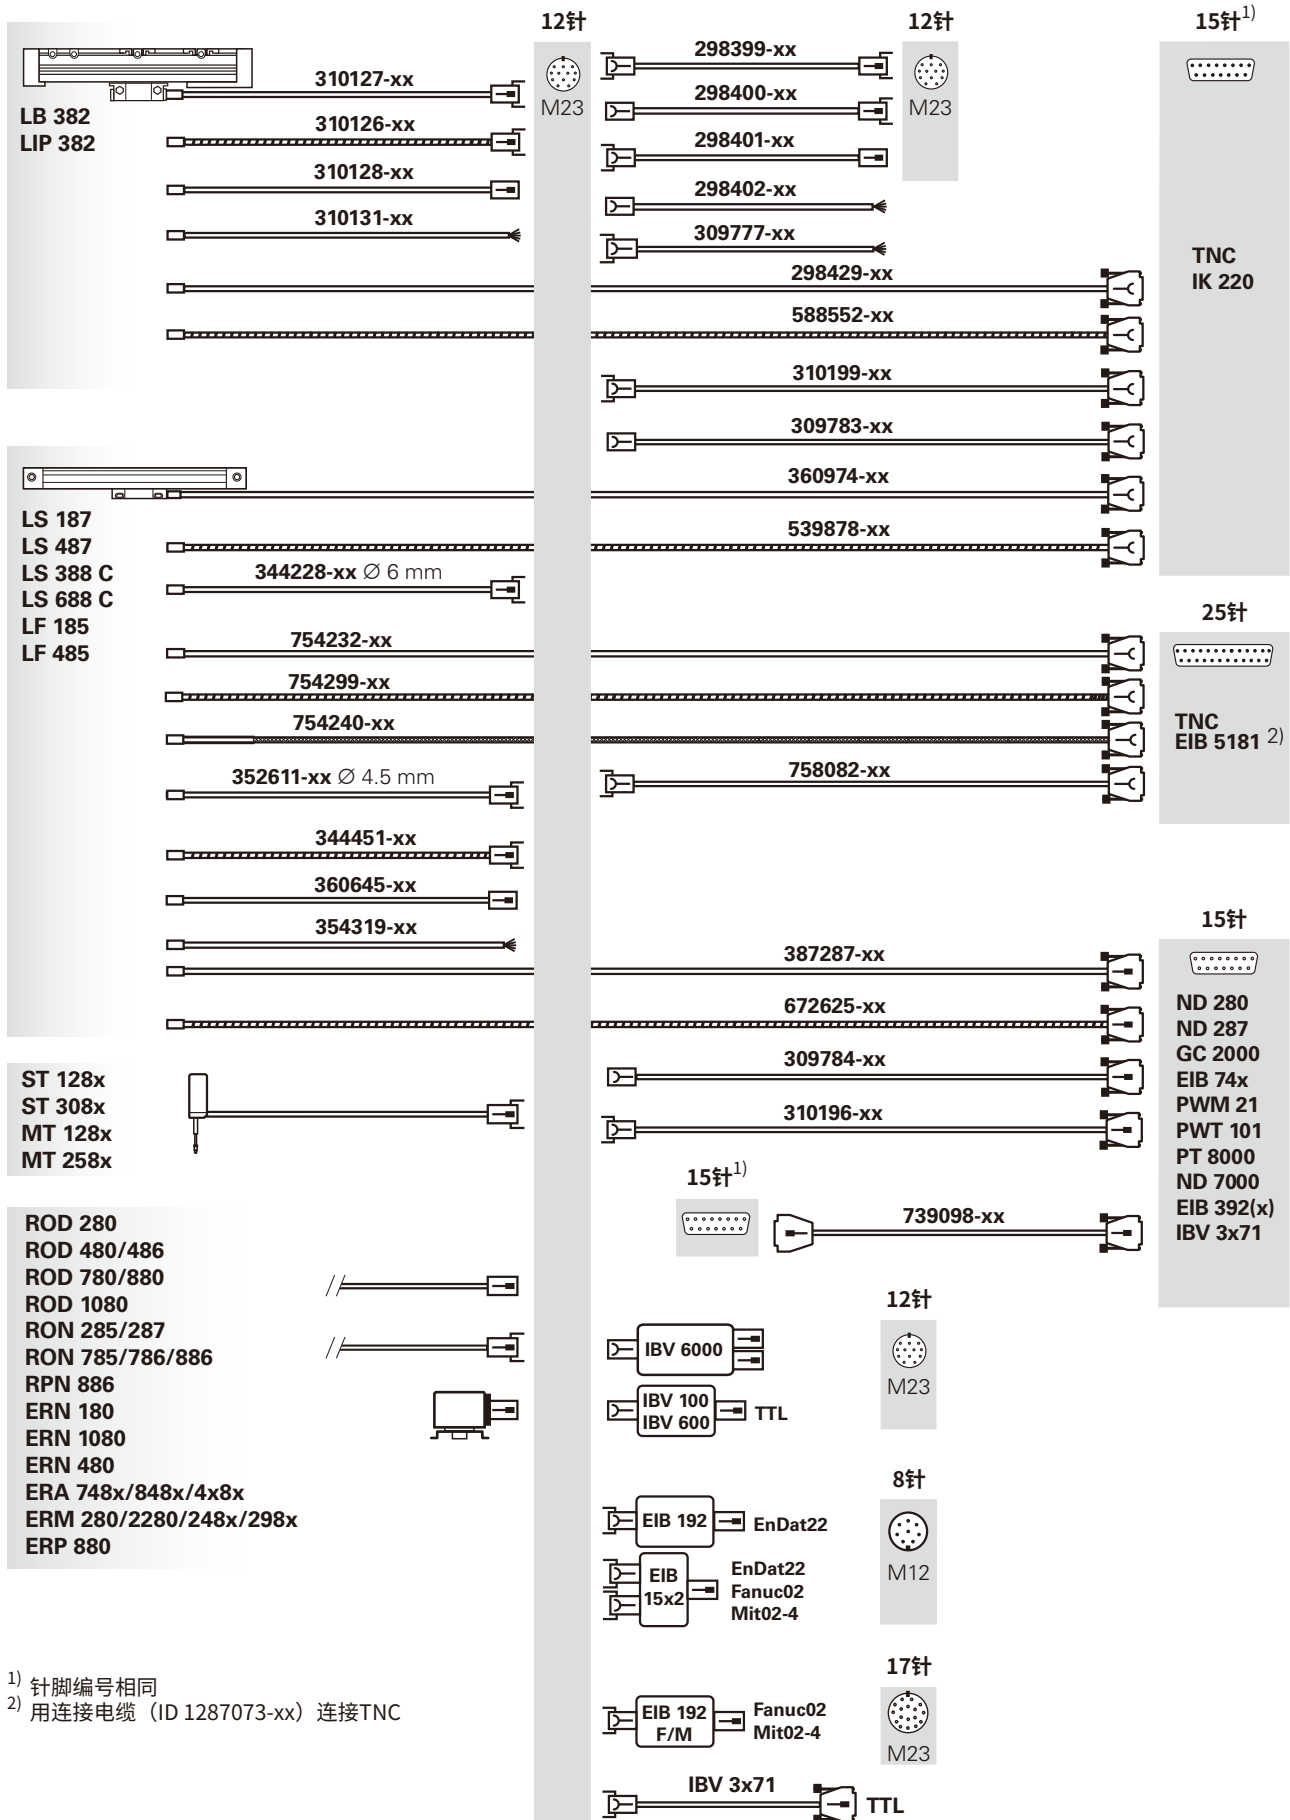 12针
12针
15针1)
LB 382
LIP 382
310127-xx
310126-xx
310128-xx
310131-xx
M23
298399-xx
298400-xx
298401-xx
298402-xx
309777-xx
M23
298429-xx
588552-xx
310199-xx
309783-xx
TNC
IK 220
LS 187
LS 487
LS 388 C
LS 688 C
LF 185
LF 485
360974-xx
539878-xx
344228-xx Ø 6 mm
754232-xx
754299-xx
754240-xx
352611-xx Ø 4.5 mm
758082-xx
25针
TNC
EIB 5181 2)
344451-xx
360645-xx
354319-xx
387287-xx
672625-xx
309784-xx
310196-xx
15针
ND 280
ND 287
GC 2000
EIB 74x
PWM 21
PWT 101
PT 8000
ND 7000
EIB 392(x)
IBV 3x71
ST 128x
ST 308x
MT 128x
MT 258x
15针1)
739098-xx
ROD 280
ROD 480/486
ROD 780/880
ROD 1080
RON 285/287
RON 785/786/886
RPN 886
ERN 180
ERN 1080
ERN 480
ERA 748x/848x/4x8x
ERM 280/2280/248x/298x
ERP 880
IBV 6000
IBV 100
IBV 600
TTL
12针
M23
EIB 192
EnDat22
EIB
15x2
EnDat22
Fanuc02
Mit02-4
8针
M12
EIB 192
F/M
Fanuc02
Mit02-4
17针
M23
IBV 3x71
TTL
1) 针脚编号相同
2) 用连接电缆（ID 1287073-xx）连接TNC